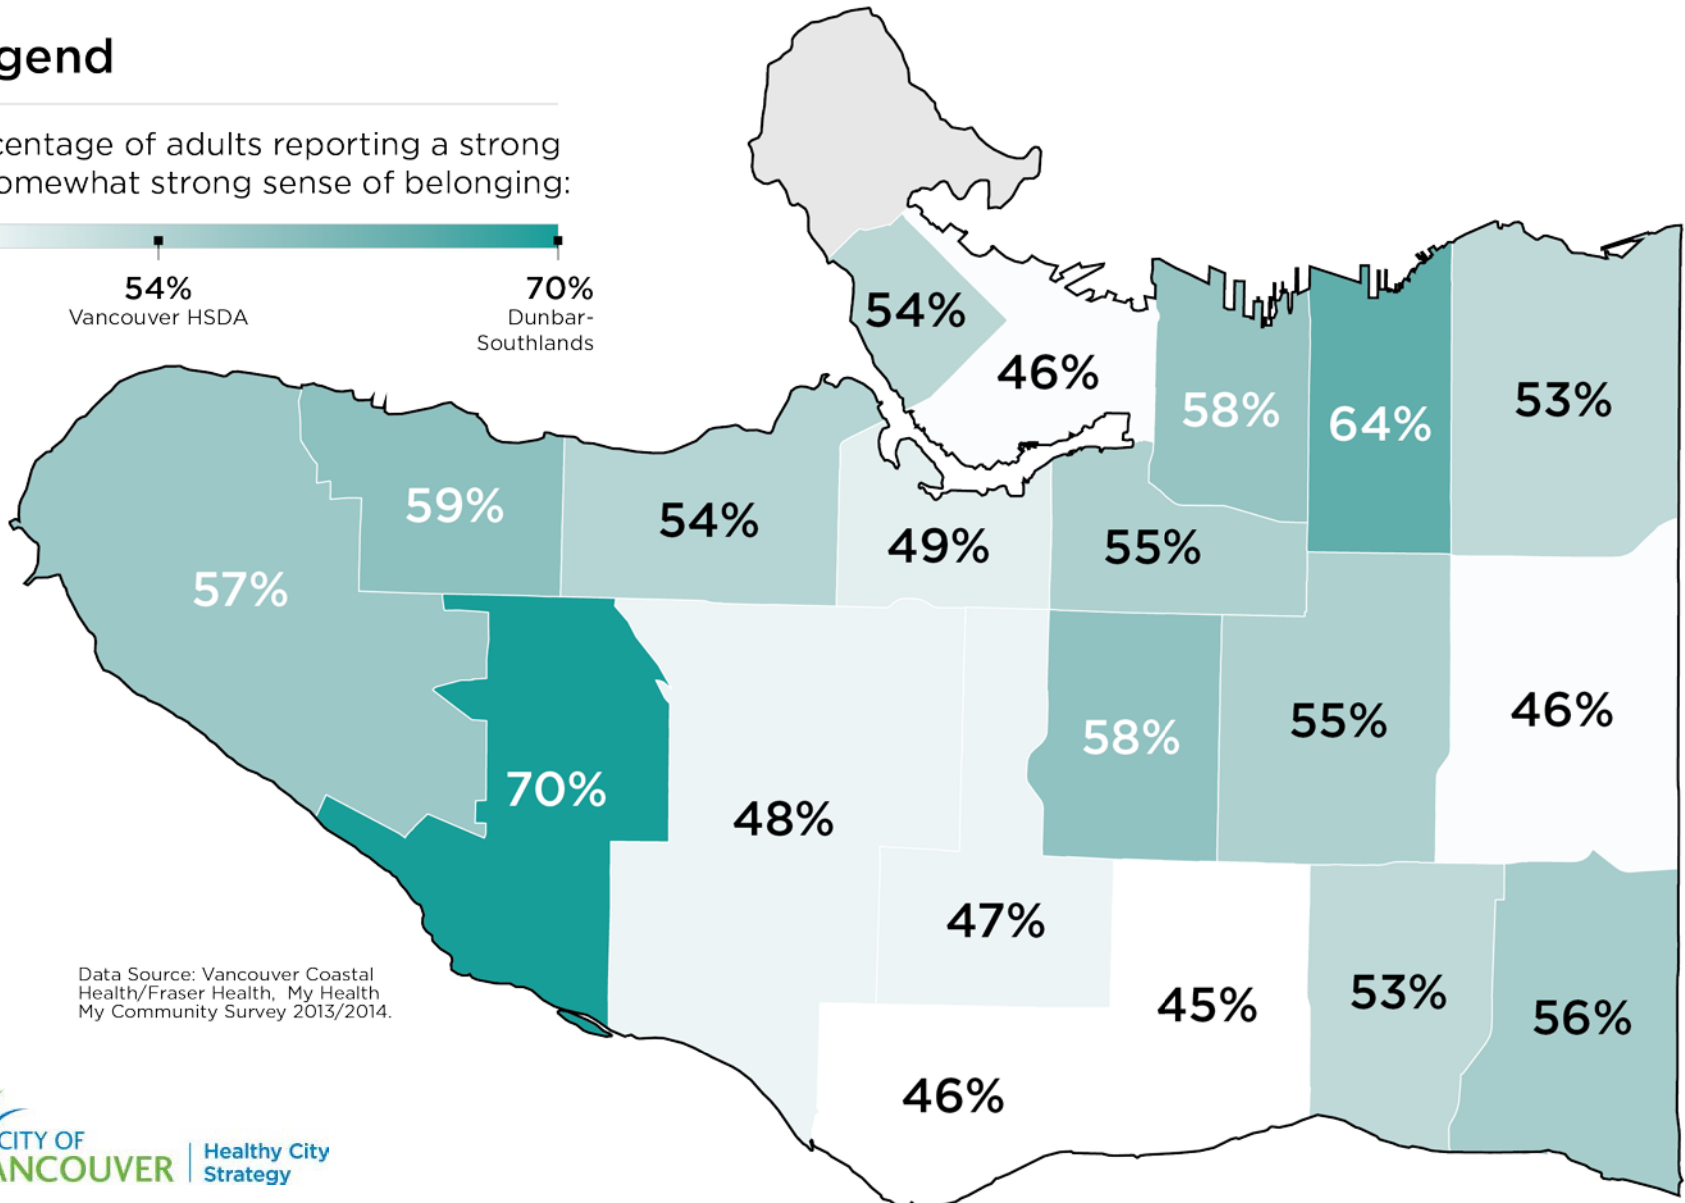 gend
centage of adults reporting a strong
omewhat strong sense of belonging:
54%
Vancouver HSDA
70%
Dunbar-
Southlands
54%
46%
58%
64%
53%
59%
54%
49%
55%
57%
70%
48%
58%
55%
46%
47%
45%
53%
56%
46%
Data Source: Vancouver Coastal
Health/Fraser Health, My Health
My Community Survey 2013/2014.
CITY OF
ANCOUVER
Healthy City
Strategy